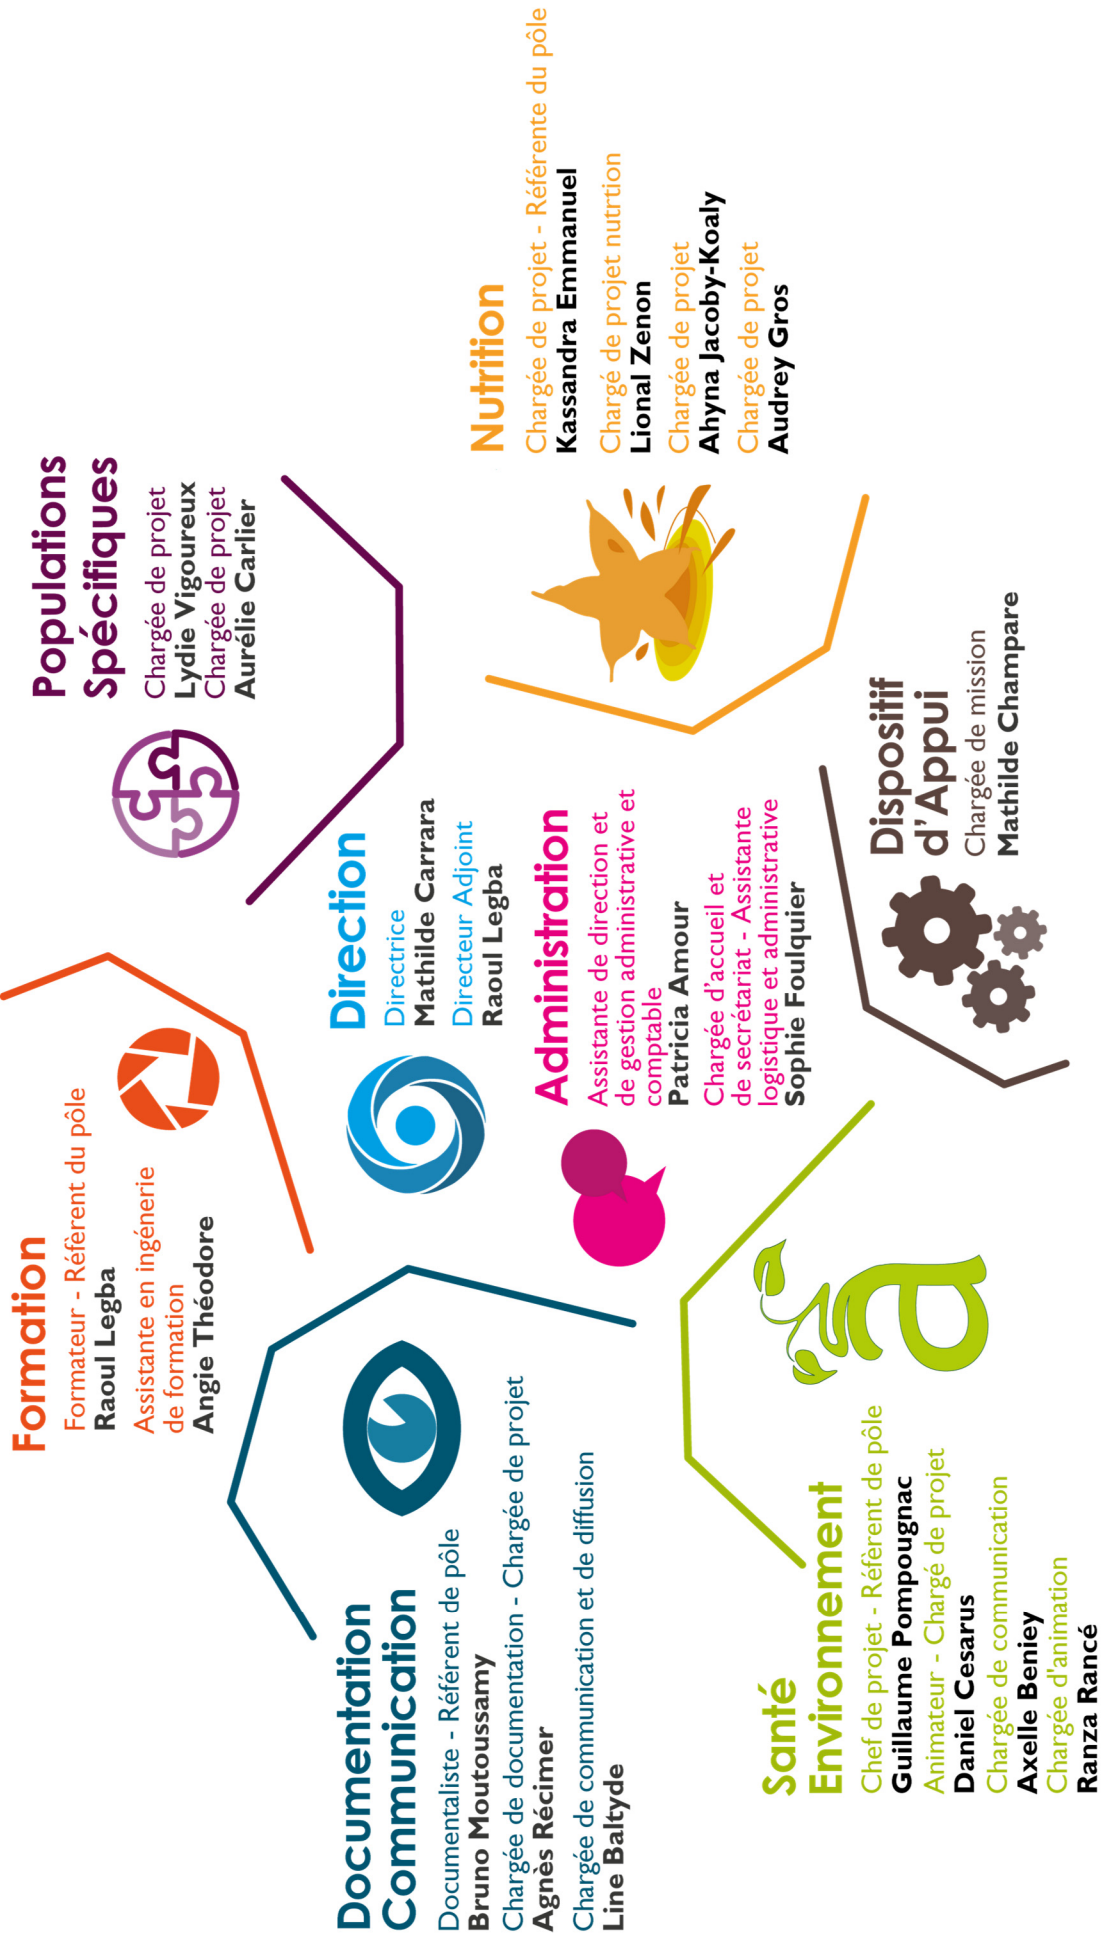 Formation
Formateur - Réfèrent du pôle
Raoul Legba
Assistante en ingénerie
de formation
Angie Théodore
Populations
Spécifiques
Chargée de projet
Lydie Vigoureux
Chargée de projet
Aurélie Carlier
Documentation
Communication
Documentaliste - Référent de pôle
Bruno Moutoussamy
Chargée de documentation - Chargée de projet
Agnès Récimer
Chargée de communication et de diffusion
Line Baltyde
Direction
Directrice
Mathilde Carrara
Directeur Adjoint
Raoul Legba
Administration
Assistante de direction et
de gestion administrative et
comptable
Patricia Amour
Chargée d'accueil et
de secrétariat - Assistante
logistique et administrative
Sophie Foulquier
Nutrition
Chargée de projet - Référente du pôle
Kassandra Emmanuel
Chargé de projet nutrtion
Lional Zenon
Chargée de projet
Ahyna Jacoby-Koaly
Chargée de projet
Audrey Gros
Santé
Environnement
Chef de projet - Réfèrent de pôle
Guillaume Pompougnac
Animateur - Chargé de projet
Daniel Cesarus
Chargée de communication
Axelle Beniey
Chargée d'animation
Ranza Rancé
Dispositif
d'Appui
Chargée de mission
Mathilde Champare